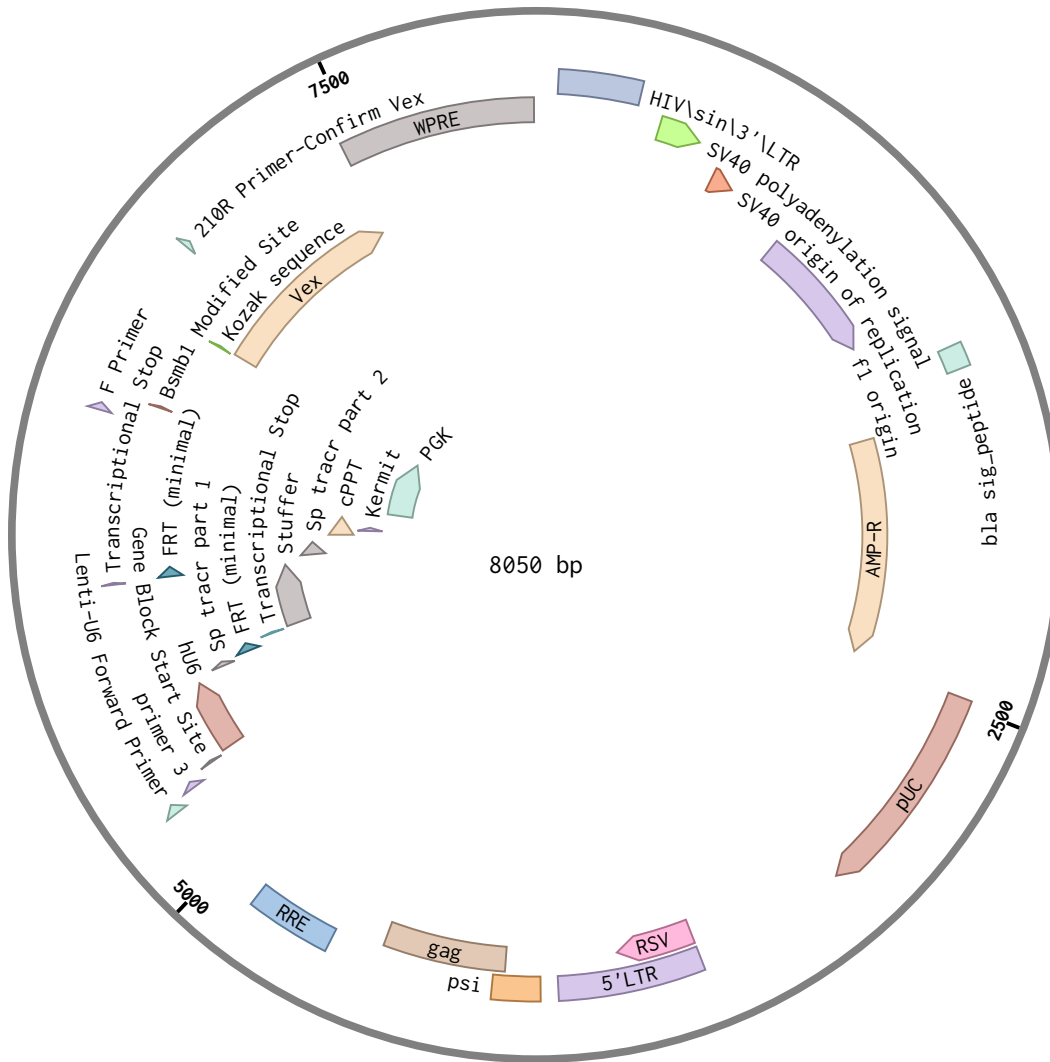 7500
HIV\sin\3'\LTR
SV40 polyadenylation signal
SV40 origin of replication
f1 origin
bla sig_peptide
AMP-R
2500
pUC
RSV
5'LTR
psi
gag
RRE
5000
Lenti-U6 Forward Primer
primer 3
Gene Block Start Site
hU6
Sp tracr part 1
FRT (minimal)
Transcriptional Stop
Stuffer
Sp tracr part 2
cPPT
Kermit
PGK
Transcriptional Stop
FRT (minimal)
F Primer
Bsmb1 Modified Site
Kozak sequence
Vex
210R Primer-Confirm Vex
WPRE
8050 bp